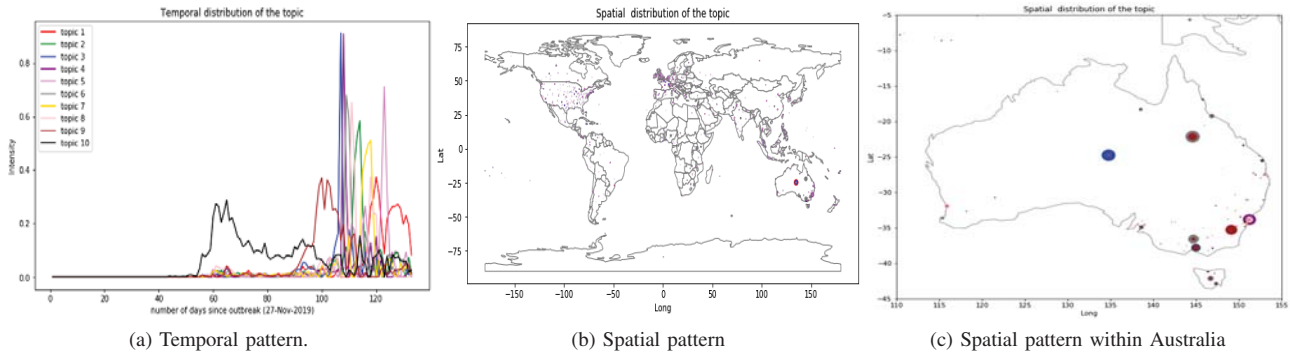 Temporal distribution of the topic
Intensity
0.8
0.6
0.4
0.2
0.0
topic 1
topic 2
topic 3
topic 4
topic 5
topic 6
topic 7
topic 8
topic 9
topic 10
0 20 40 60 80 100 120
number of days since outbreak (27-Nov-2019)
(a) Temporal pattern.
Spatial distribution of the topic
Lat
75
50
25
0
−25
−50
−75
−150 −100 −50 0 50 100 150
Long
(b) Spatial pattern
Spatial distribution of the topic
Lat
−5
−10
−15
−20
−25
−30
−35
−40
−45
110 115 120 125 130 135 140 145 150 155
Long
(c) Spatial pattern within Australia